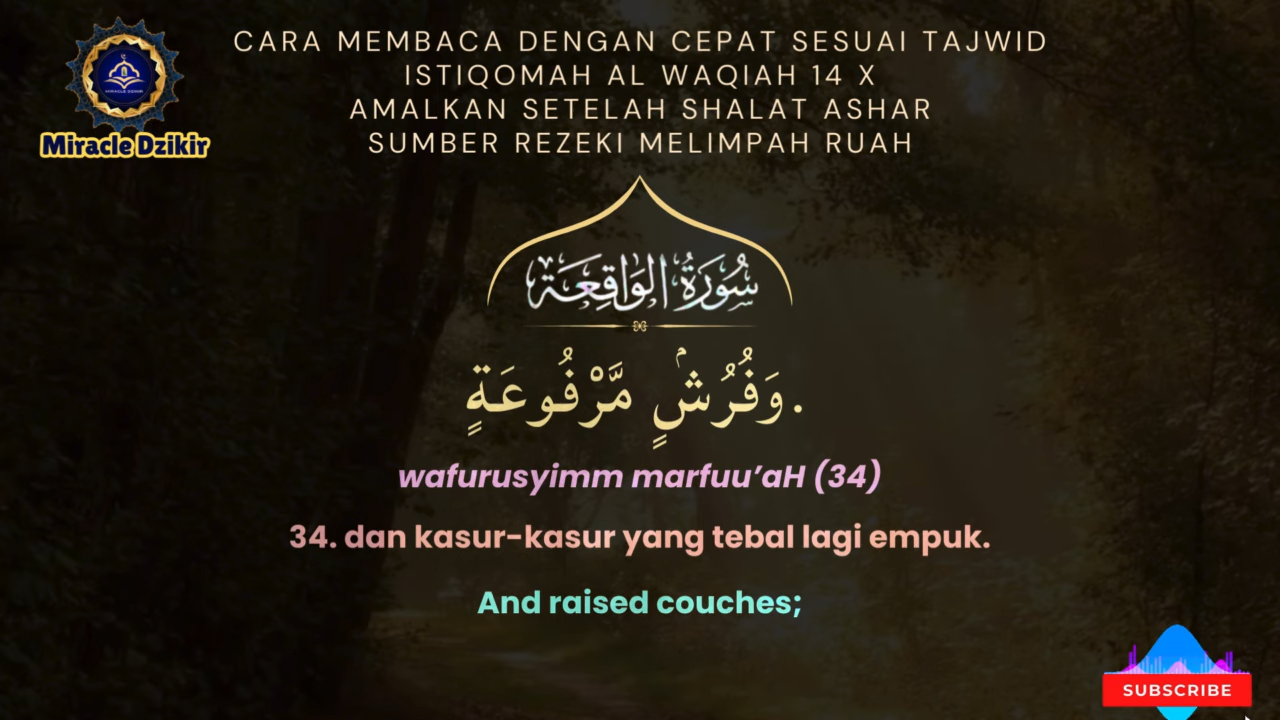 CARA MEMBACA DENGAN CEPAT SESUAI TAJWID
ISTIQOMAH AL WAQIAH 14 X
AMALKAN SETELAH SHALAT ASHAR
SUMBER REZEKI MELIMPAH RUAH
MIRACLE DZIKIR
Miracle Dzikir
سُورَةُ الوَاقِعَة
وَفُرُشٍۢ مَّرْفُوعَةٍ.
wafurusyimm marfuu’aH (34)
34. dan kasur-kasur yang tebal lagi empuk.
And raised couches;
SUBSCRIBE